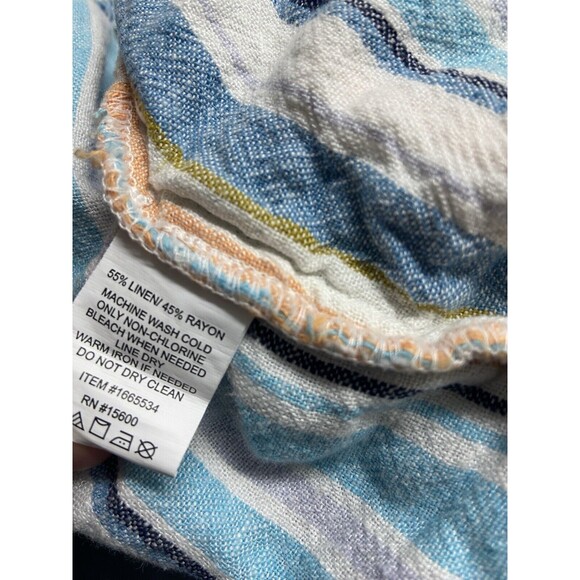 55% LINEN/ 45% RAYON
MACHINE WASH COLD
ONLY NON-CHLORINE
BLEACH WHEN NEEDED
LINE DRY
WARM IRON IF NEEDED
DO NOT DRY CLEAN
ITEM #1665534
RN #15600